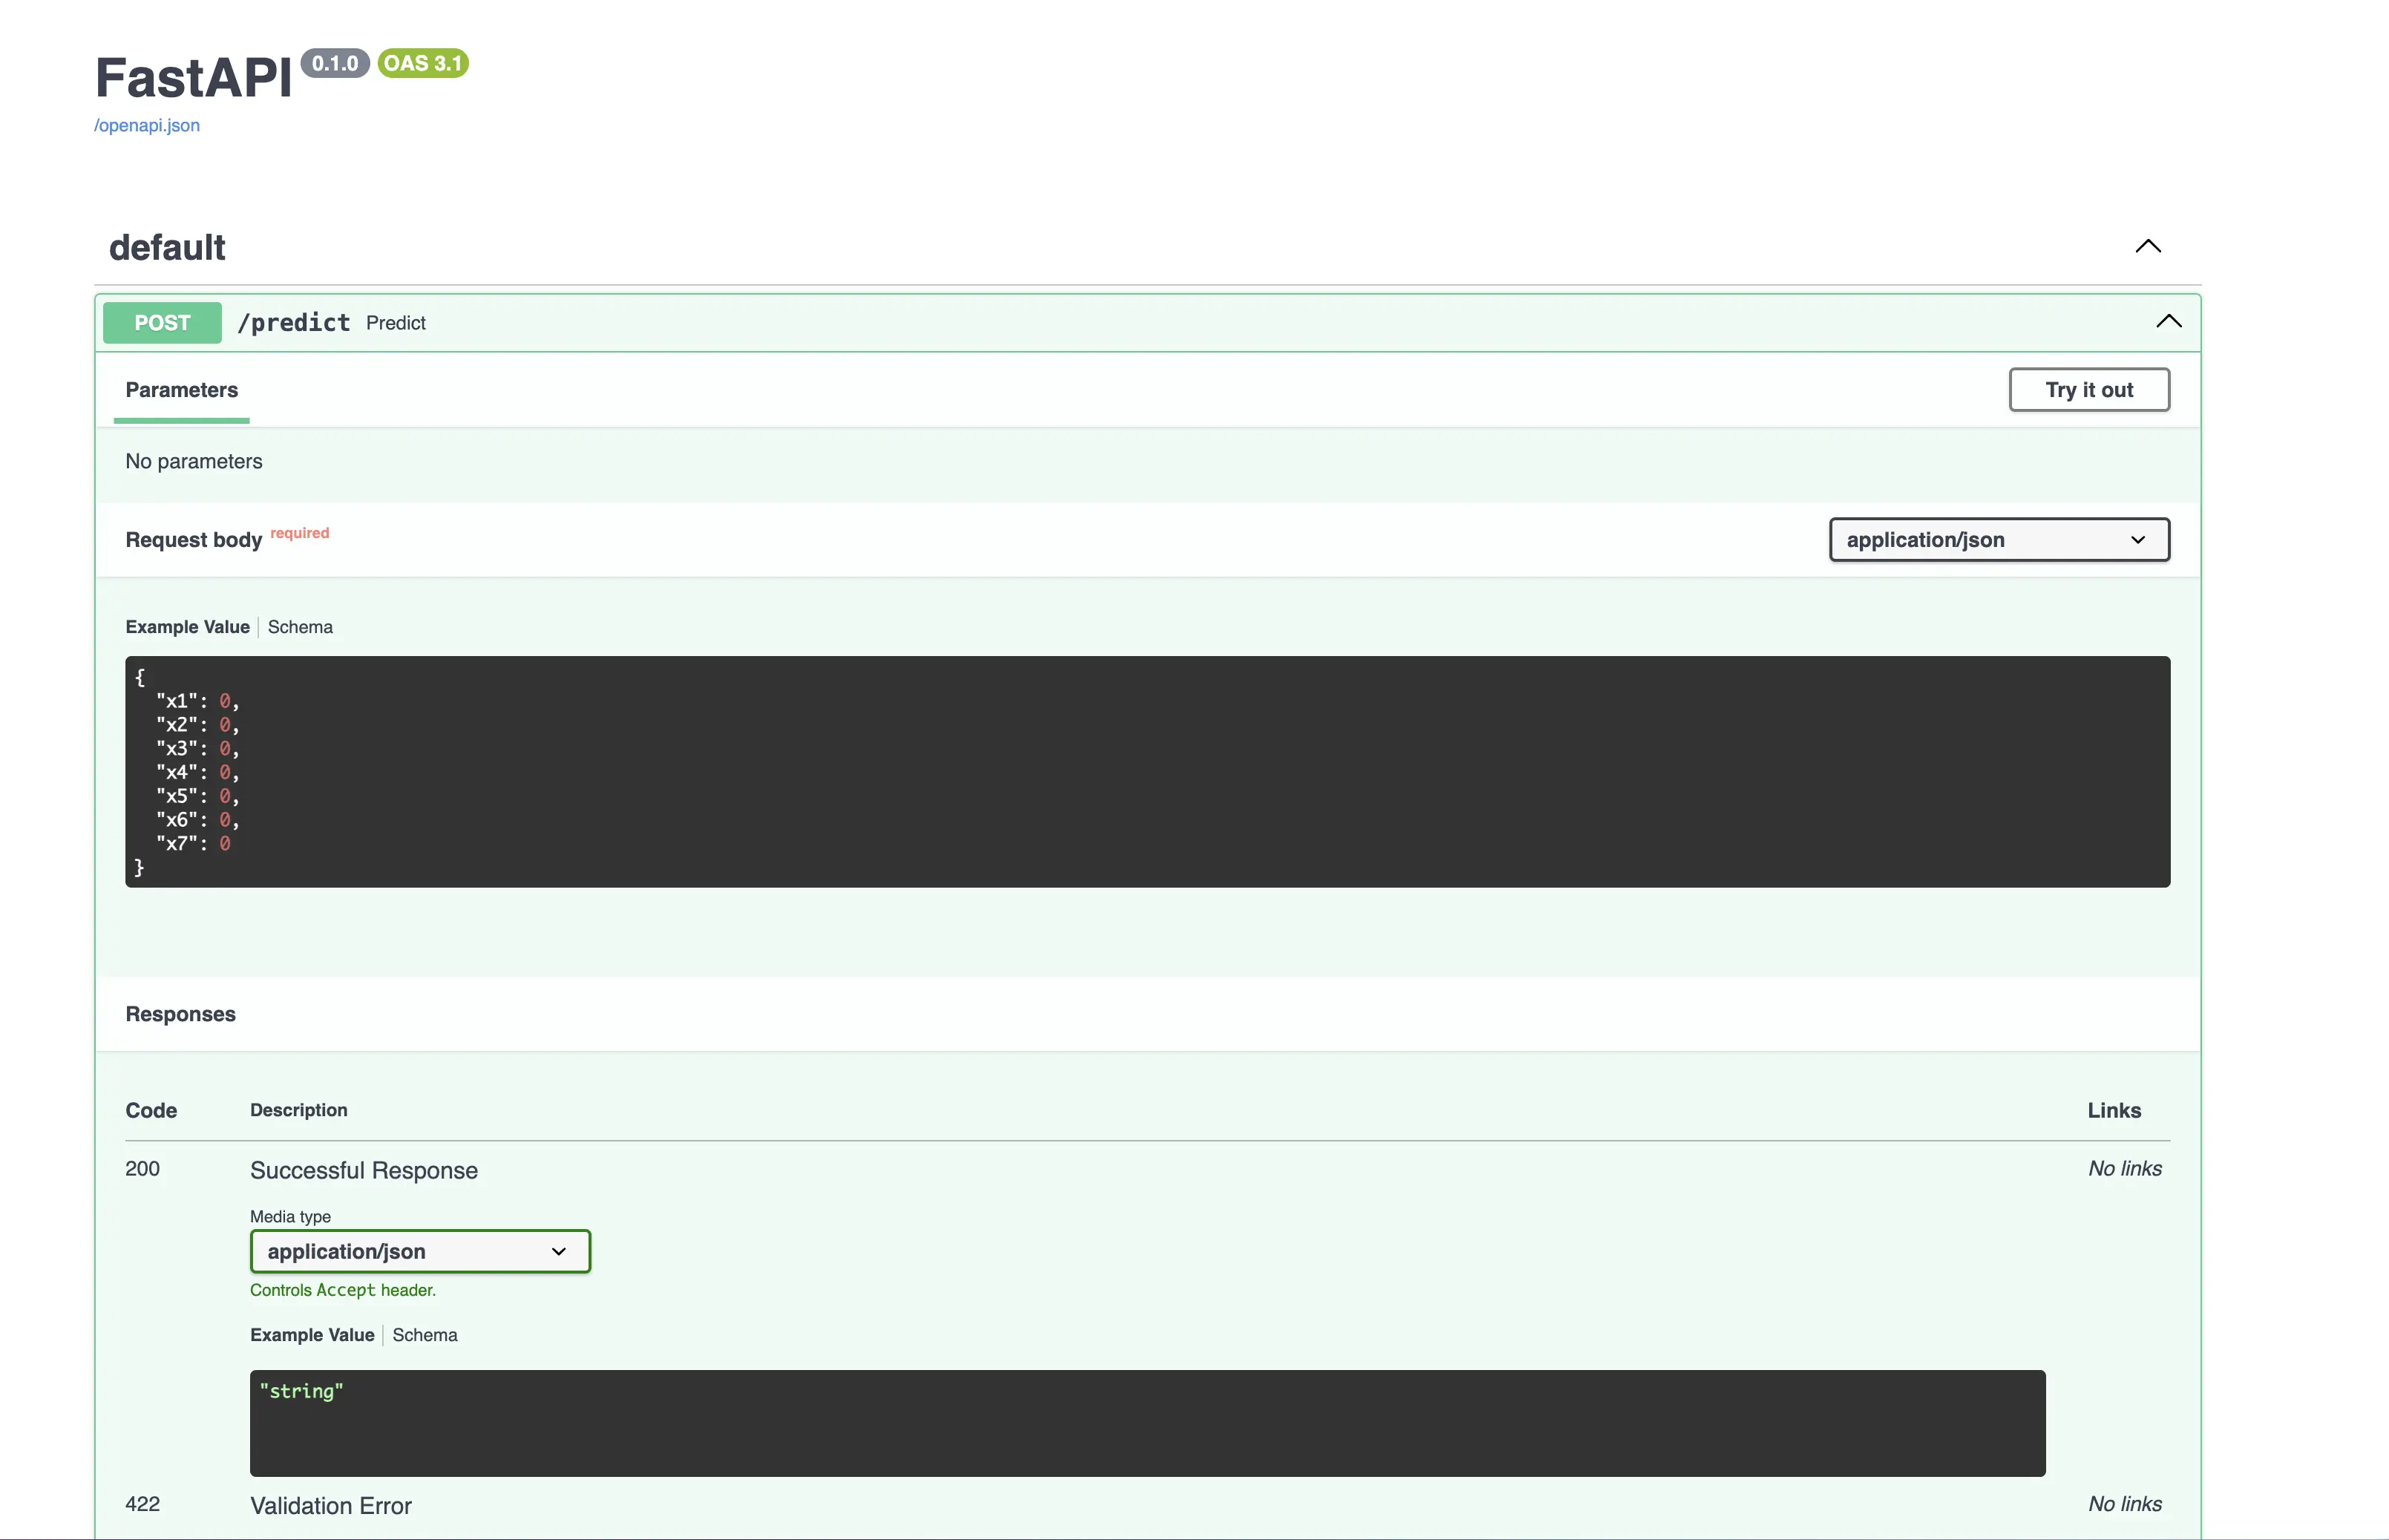 FastAPI 0.1.0 OAS 3.1
/openapi.json
default
POST /predict Predict
Parameters
Try it out
No parameters
Request body required
application/json
Example Value Schema
{
"x1": 0,
"x2": 0,
"x3": 0,
"x4": 0,
"x5": 0,
"x6": 0,
"x7": 0
}
Responses
Code Description Links
200 Successful Response No links
Media type
application/json
Controls Accept header.
Example Value Schema
"string"
422 Validation Error No links